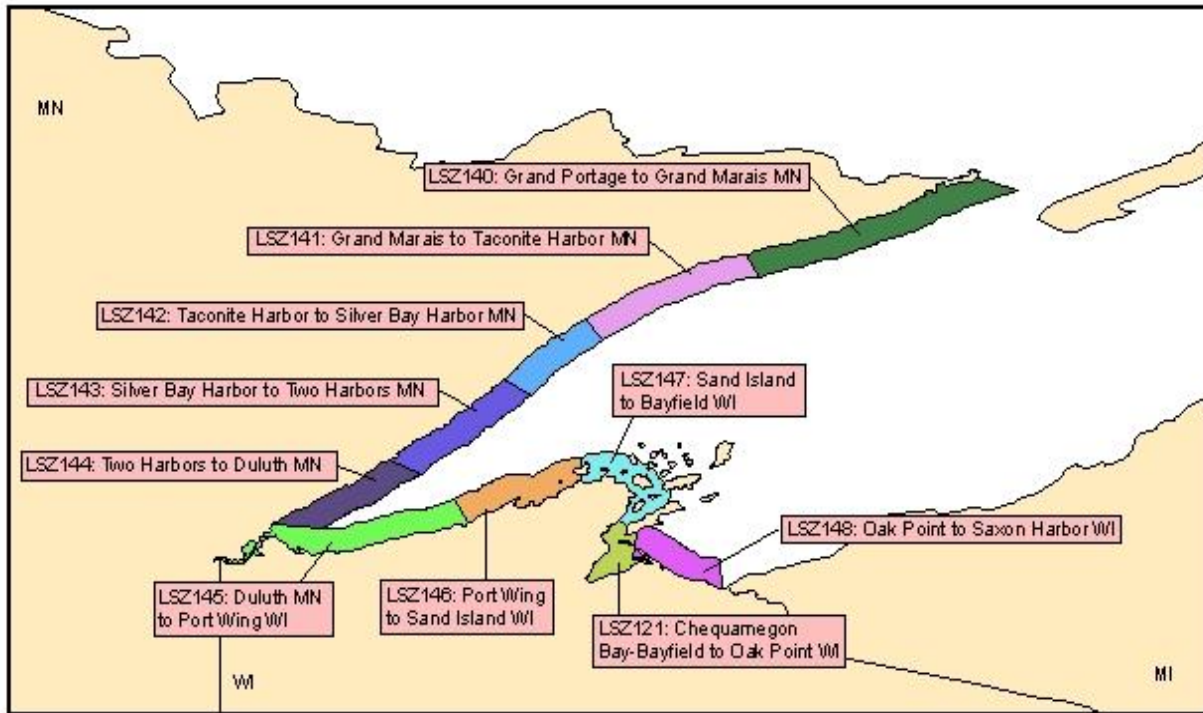 MN
LSZ140: Grand Portage to Grand Marais MN
LSZ141: Grand Marais to Taconite Harbor MN
LSZ142: Taconite Harbor to Silver Bay Harbor MN
LSZ147: Sand Island
to Bayfield WI
LSZ143: Silver Bay Harbor to Two Harbors MN
LSZ144: Two Harbors to Duluth MN
LSZ148: Oak Point to Saxon Harbor WI
LSZ145: Duluth MN
to Port Wing WI
LSZ146: Port Wing
to Sand Island WI
LSZ121: Chequamegon
Bay-Bayfield to Oak Point WI
WI
MI